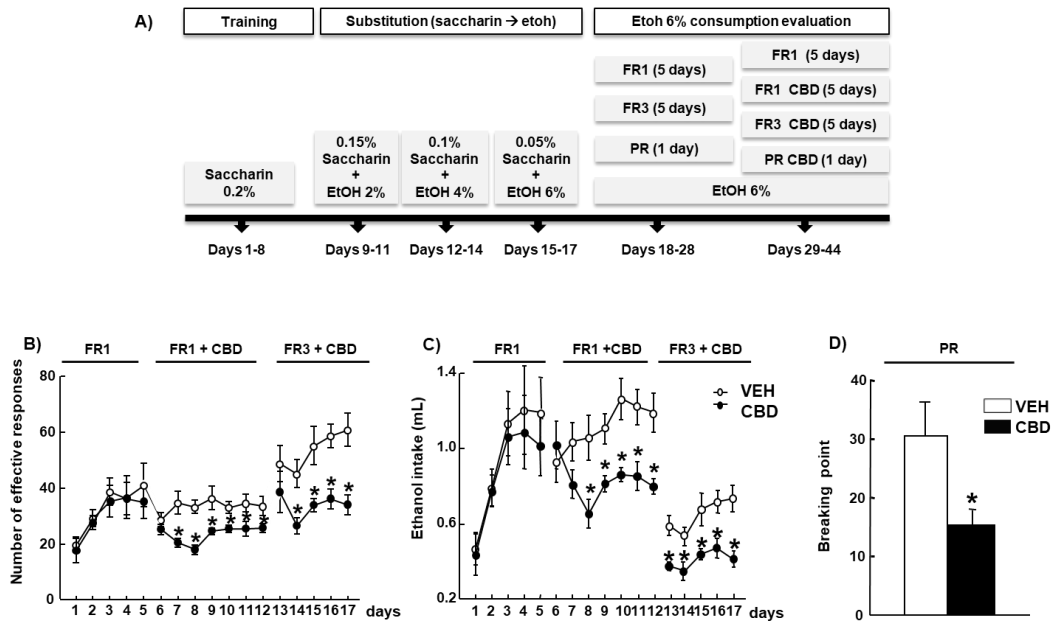 A)
Training
Substitution (saccharin → etoh)
Etoh 6% consumption evaluation
Saccharin
0.2%
0.15%
Saccharin
+
EtOH 2%
0.1%
Saccharin
+
EtOH 4%
0.05%
Saccharin
+
EtOH 6%
FR1 (5 days)
FR3 (5 days)
PR (1 day)
FR1 (5 days)
FR1 CBD (5 days)
FR3 CBD (5 days)
PR CBD (1 day)
EtOH 6%
Days 1-8
Days 9-11
Days 12-14
Days 15-17
Days 18-28
Days 29-44
B)
FR1
FR1 + CBD
FR3 + CBD
Number of effective responses
80
60
40
20
0
* * * * * * * * * * *
1 2 3 4 5 6 7 8 9 10 11 12 13 14 15 16 17 days
C)
FR1
FR1 +CBD
FR3 + CBD
Ethanol intake (mL)
1.4
1.0
0.6
0.2
VEH
CBD
* * * * * * * * * * *
1 2 3 4 5 6 7 8 9 10 11 12 13 14 15 16 17 days
D)
PR
Breaking point
40
30
20
10
0
VEH
CBD
*